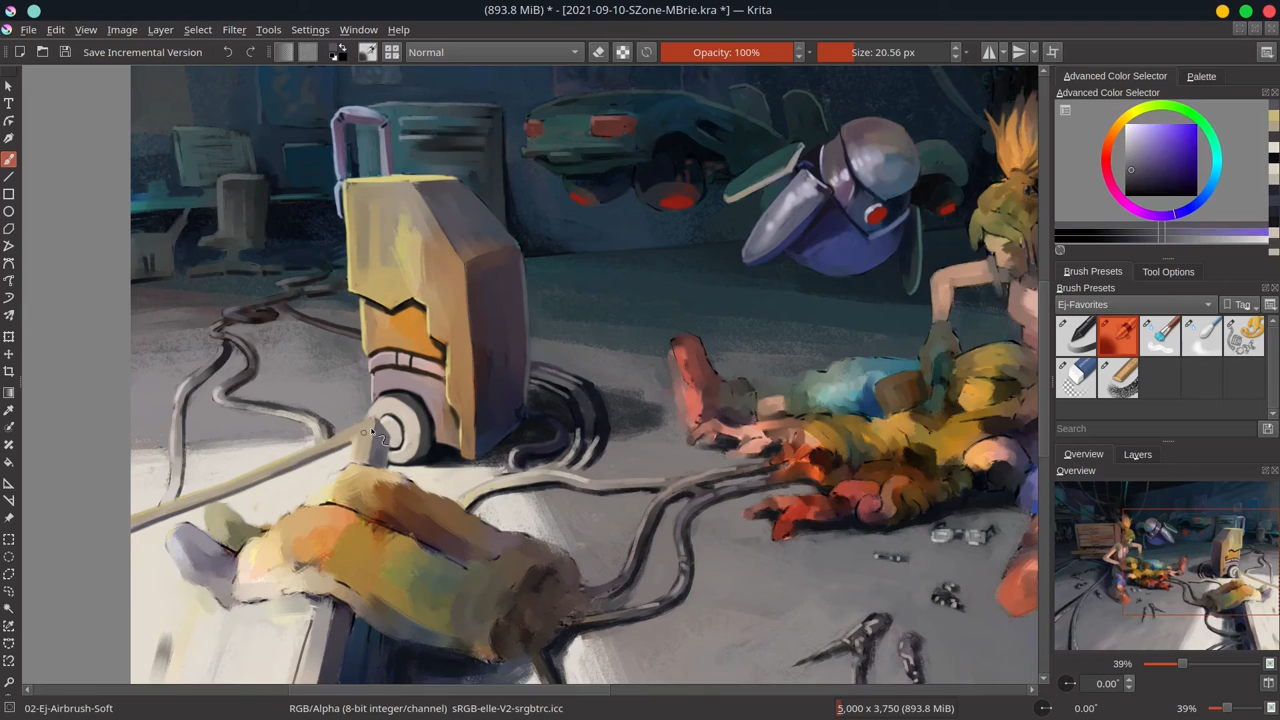 (893.8 MiB) * - [2021-09-10-SZone-MBrie.kra *] — Krita
File Edit View Image Layer Select Filter Tools Settings Window Help
Save Incremental Version Normal Opacity: 100% Size: 20.56 px
Advanced Color Selector Palette
Advanced Color Selector
Brush Presets Tool Options
Brush Presets
Ej-Favorites Tag
Search
Overview Layers
Overview
39%
0.00°
02-Ej-Airbrush-Soft RGB/Alpha (8-bit integer/channel) sRGB-elle-V2-srgbtrc.icc 5,000 x 3,750 (893.8 MiB) 0.00° 39%